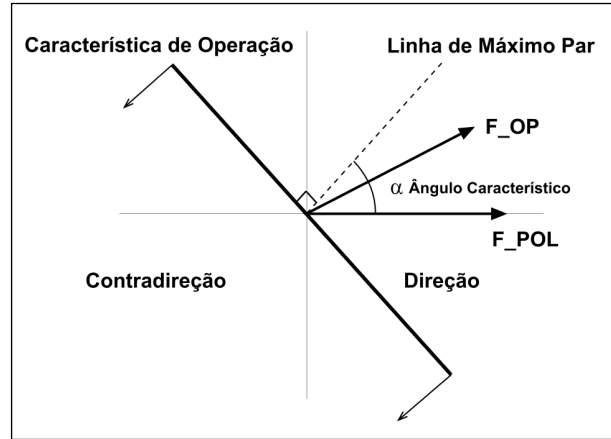 Característica de Operação
Linha de Máximo Par
F_OP
α Ângulo Característico
F_POL
Contradireção
Direção